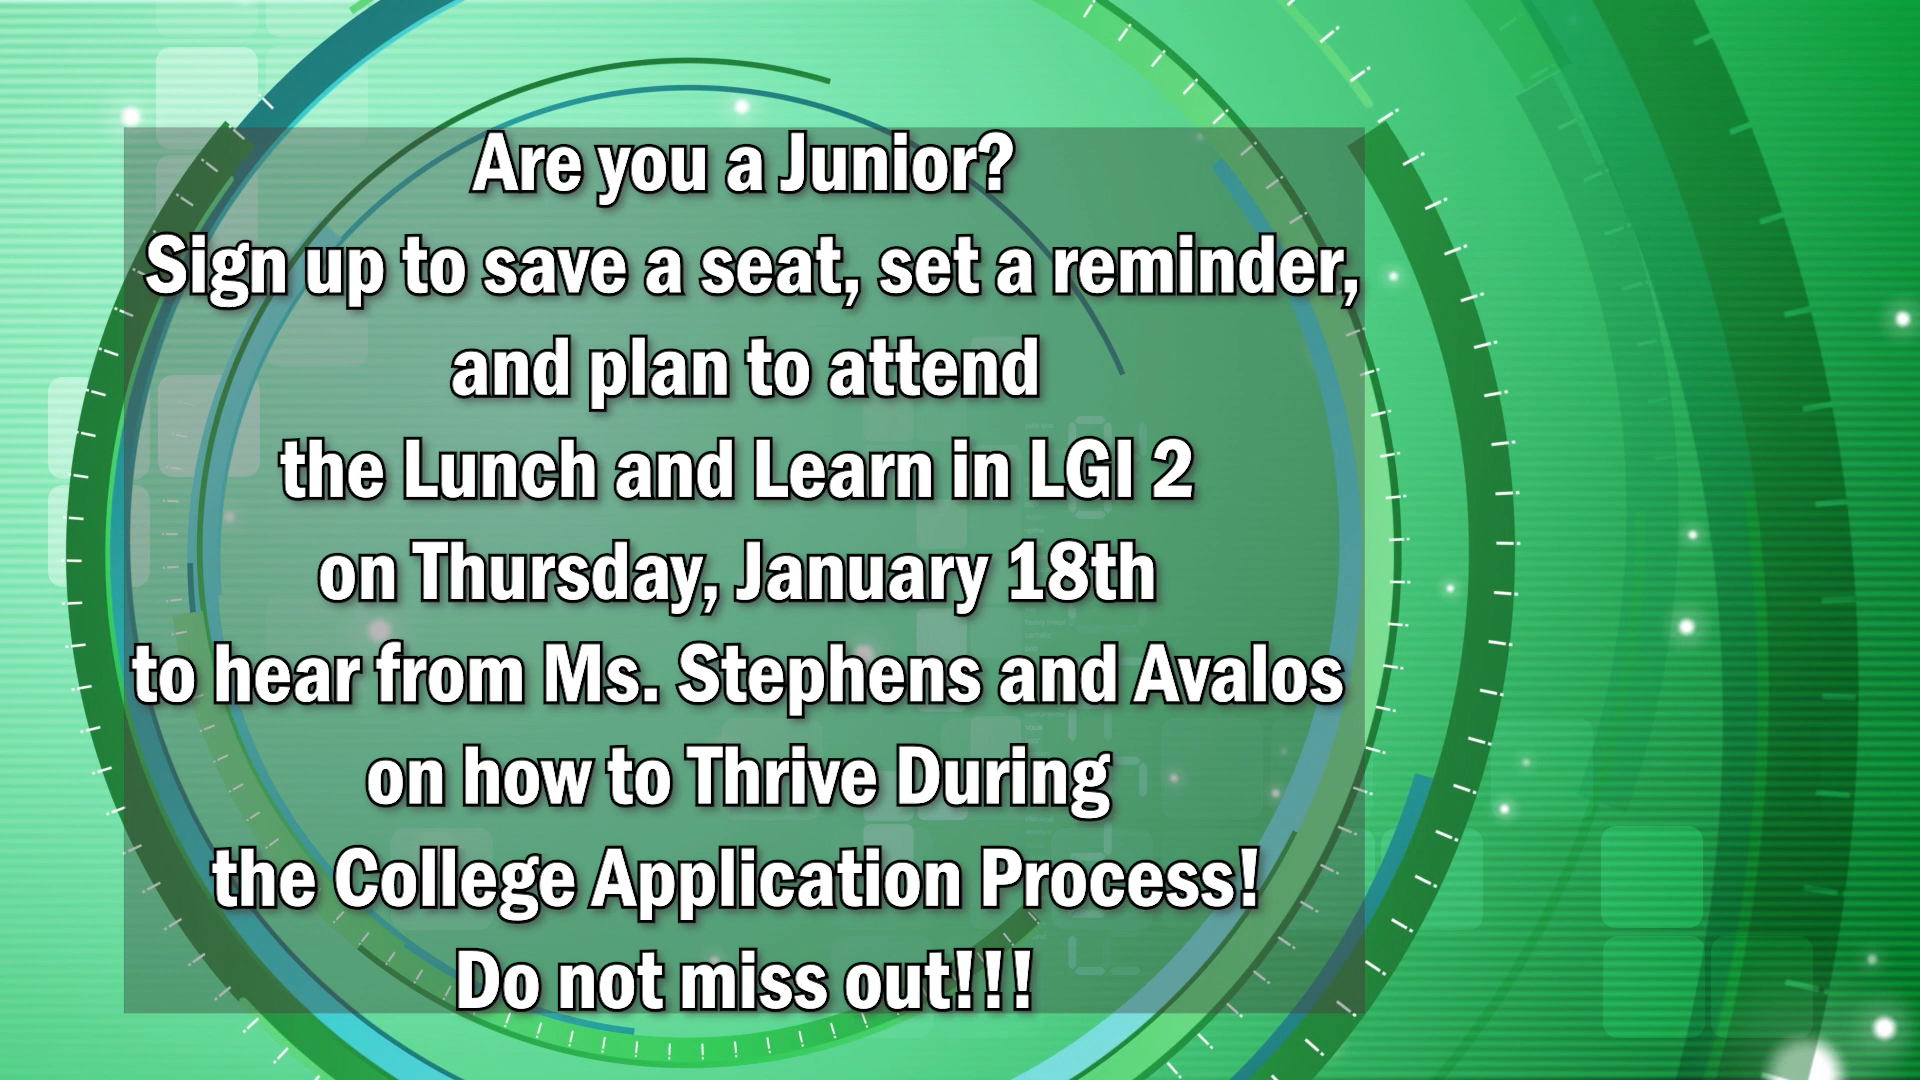 Are you a Junior?
Sign up to save a seat, set a reminder,
and plan to attend
the Lunch and Learn in LGI 2
on Thursday, January 18th
to hear from Ms. Stephens and Avalos
on how to Thrive During
the College Application Process!
Do not miss out!!!